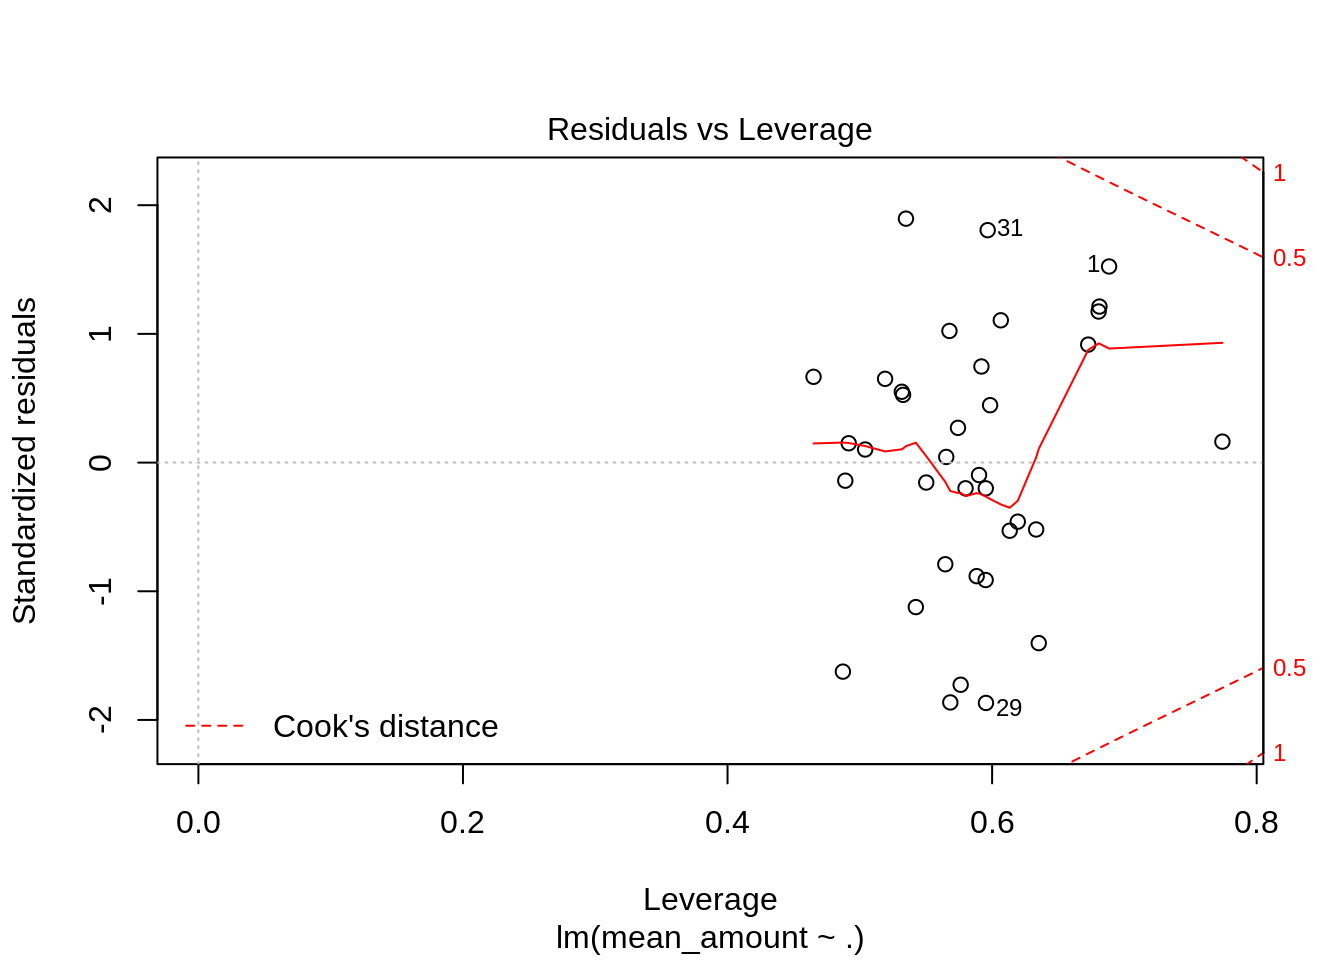 Residuals vs Leverage
Standardized residuals
2
1
0
-1
-2
31
1
29
1
0.5
0.5
1
Cook's distance
0.0 0.2 0.4 0.6 0.8
Leverage
lm(mean_amount ~ .)